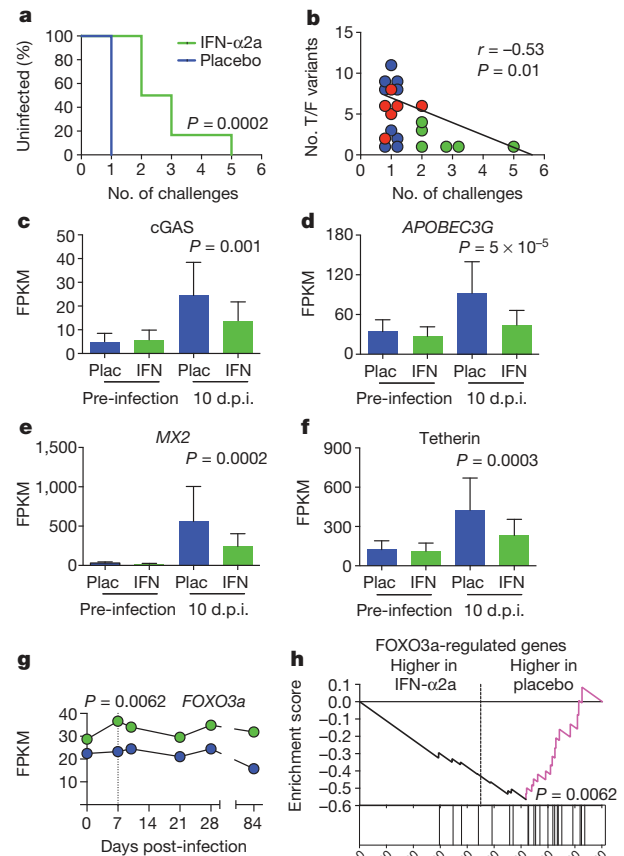 a
100
80
60
40
20
0
Uninfected (%)
IFN-α2a
Placebo
P = 0.0002
0 1 2 3 4 5 6
No. of challenges
b
15
10
5
0
No. T/F variants
r = −0.53
P = 0.01
0 1 2 3 4 5 6
No. of challenges
c
cGAS
50
40
30
20
10
0
FPKM
P = 0.001
Plac IFN Plac IFN
Pre-infection 10 d.p.i.
d
APOBEC3G
180
120
60
0
FPKM
P = 5 × 10⁻⁵
Plac IFN Plac IFN
Pre-infection 10 d.p.i.
e
MX2
1,500
1,000
500
0
FPKM
P = 0.0002
Plac IFN Plac IFN
Pre-infection 10 d.p.i.
f
Tetherin
900
600
300
0
FPKM
P = 0.0003
Plac IFN Plac IFN
Pre-infection 10 d.p.i.
g
P = 0.0062 FOXO3a
40
30
20
10
FPKM
0 7 14 21 28 84
Days post-infection
h
FOXO3a-regulated genes
Higher in IFN-α2a
Higher in placebo
0.1
0.0
−0.1
−0.2
−0.3
−0.4
−0.5
−0.6
Enrichment score
P = 0.0062